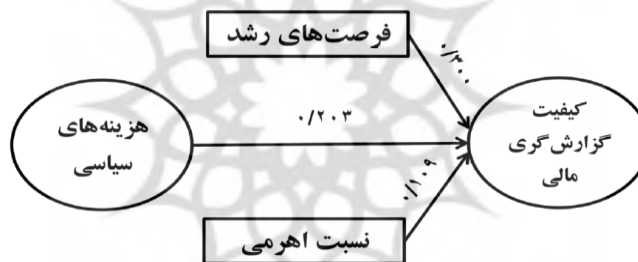 فرصت‌های رشد
۰/۳۰۰
هزینه‌های
سیاسی
۰/۲۰۳
کیفیت
گزارش‌گری
مالی
۰/۱۰۹
نسبت اهرمی